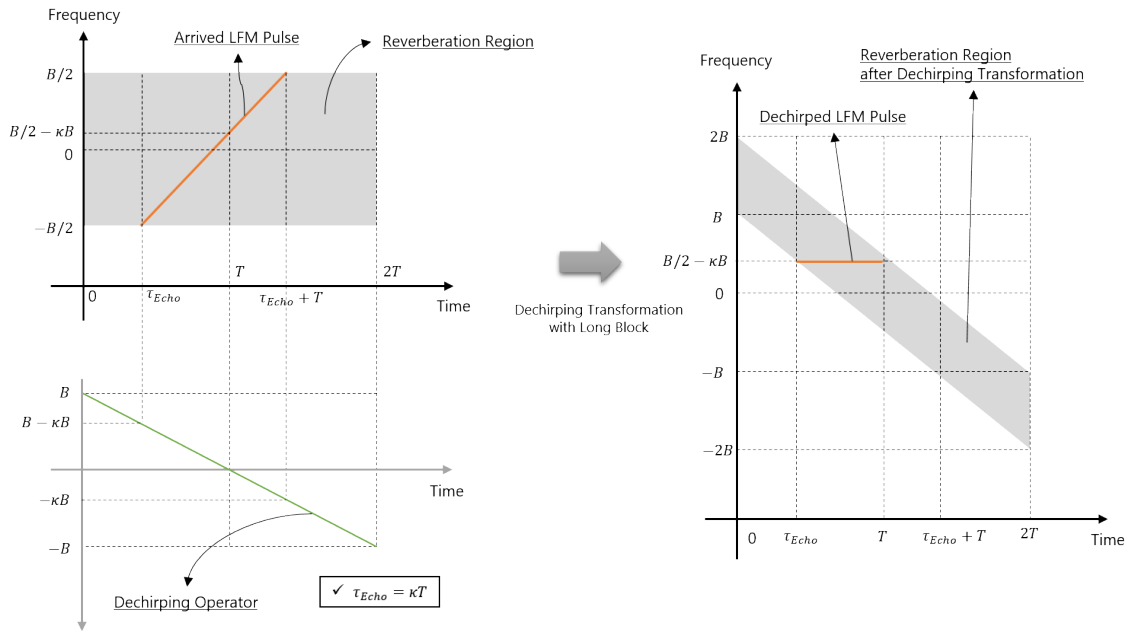 Frequency
Arrived LFM Pulse
Reverberation Region
B/2
B/2 − κB
0
−B/2
T
2T
0
τ_Echo
τ_Echo + T
Time
B
B − κB
Time
−κB
−B
Dechirping Operator
✓ τ_Echo = κT
Dechirping Transformation
with Long Block
Frequency
Reverberation Region
after Dechirping Transformation
Dechirped LFM Pulse
2B
B
B/2 − κB
0
−B
−2B
0
τ_Echo
T
τ_Echo + T
2T
Time